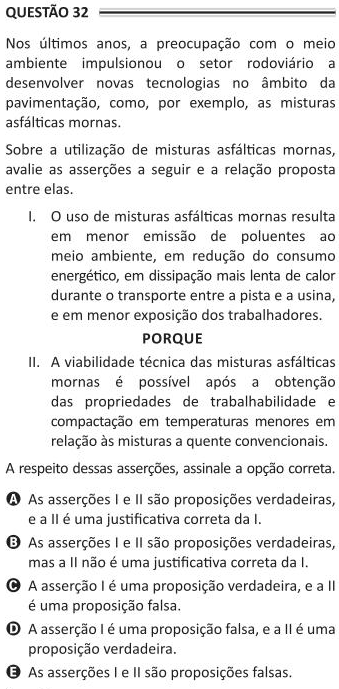 QUESTÃO 32
Nos últimos anos, a preocupação com o meio
ambiente impulsionou o setor rodoviário a
desenvolver novas tecnologias no âmbito da
pavimentação, como, por exemplo, as misturas
asfálticas mornas.
Sobre a utilização de misturas asfálticas mornas,
avalie as asserções a seguir e a relação proposta
entre elas.
I. O uso de misturas asfálticas mornas resulta
em menor emissão de poluentes ao
meio ambiente, em redução do consumo
energético, em dissipação mais lenta de calor
durante o transporte entre a pista e a usina,
e em menor exposição dos trabalhadores.
PORQUE
II. A viabilidade técnica das misturas asfálticas
mornas é possível após a obtenção
das propriedades de trabalhabilidade e
compactação em temperaturas menores em
relação às misturas a quente convencionais.
A respeito dessas asserções, assinale a opção correta.
A As asserções I e II são proposições verdadeiras,
e a II é uma justificativa correta da I.
B As asserções I e II são proposições verdadeiras,
mas a II não é uma justificativa correta da I.
C A asserção I é uma proposição verdadeira, e a II
é uma proposição falsa.
D A asserção I é uma proposição falsa, e a II é uma
proposição verdadeira.
E As asserções I e II são proposições falsas.